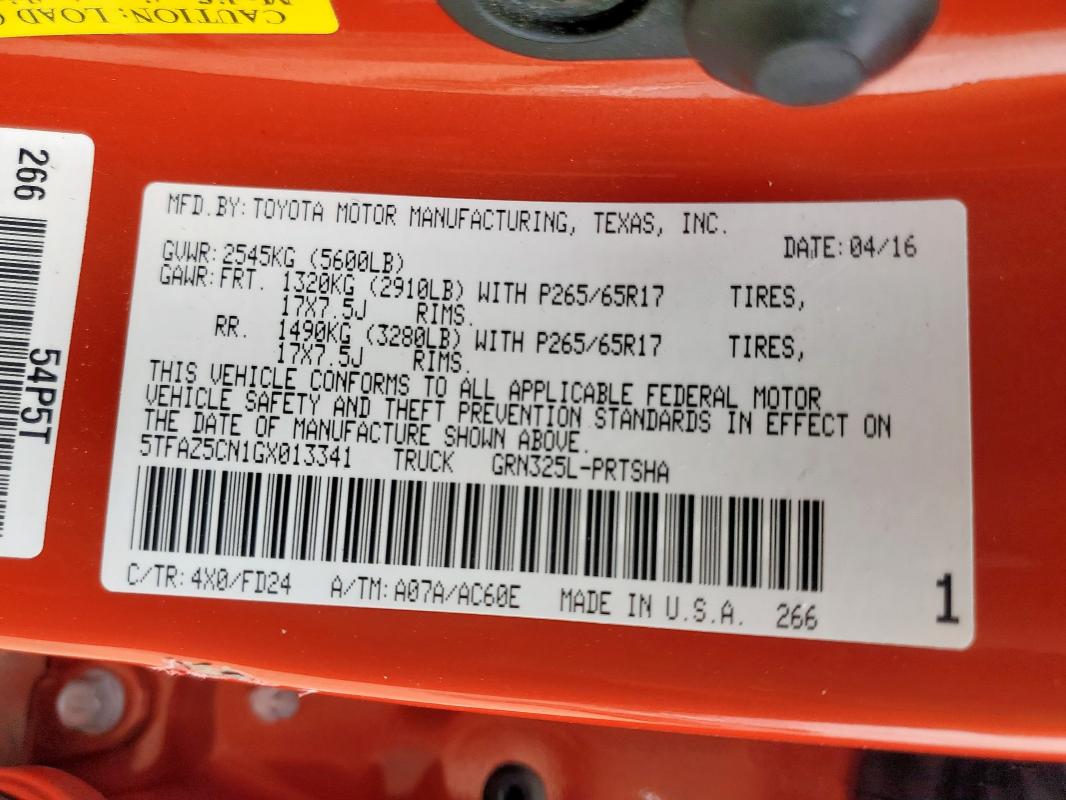 CAUTION: LOAD
266
54P5T
MFD.BY: TOYOTA MOTOR MANUFACTURING, TEXAS, INC.
DATE: 04/16
GVWR: 2545KG (5600LB)
GAWR: FRT. 1320KG (2910LB) WITH P265/65R17 TIRES,
17X7.5J RIMS.
RR. 1490KG (3280LB) WITH P265/65R17 TIRES,
17X7.5J RIMS.
THIS VEHICLE CONFORMS TO ALL APPLICABLE FEDERAL MOTOR
VEHICLE SAFETY AND THEFT PREVENTION STANDARDS IN EFFECT ON
THE DATE OF MANUFACTURE SHOWN ABOVE.
5TFAZ5CN1GX013341 TRUCK GRN325L-PRTSHA
C/TR: 4X0/FD24 A/TM: A07A/AC60E MADE IN U.S.A. 266
1